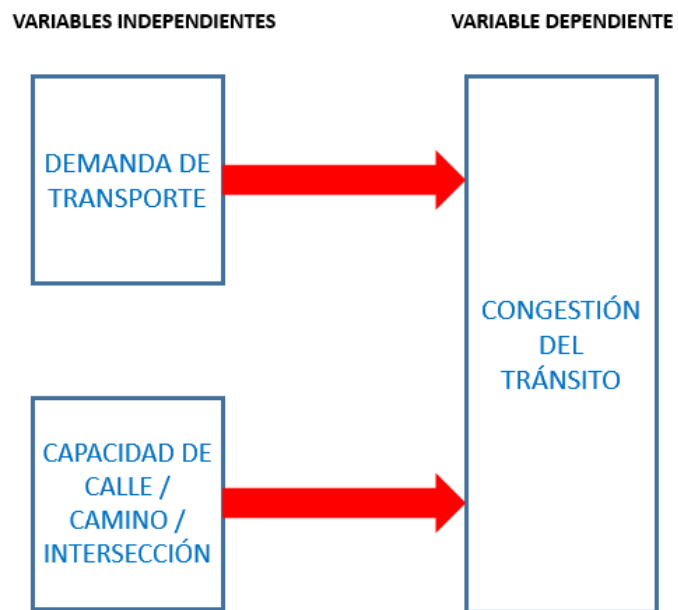 VARIABLES INDEPENDIENTES
VARIABLE DEPENDIENTE
DEMANDA DE
TRANSPORTE
CAPACIDAD DE
CALLE /
CAMINO /
INTERSECCIÓN
CONGESTIÓN
DEL
TRÁNSITO